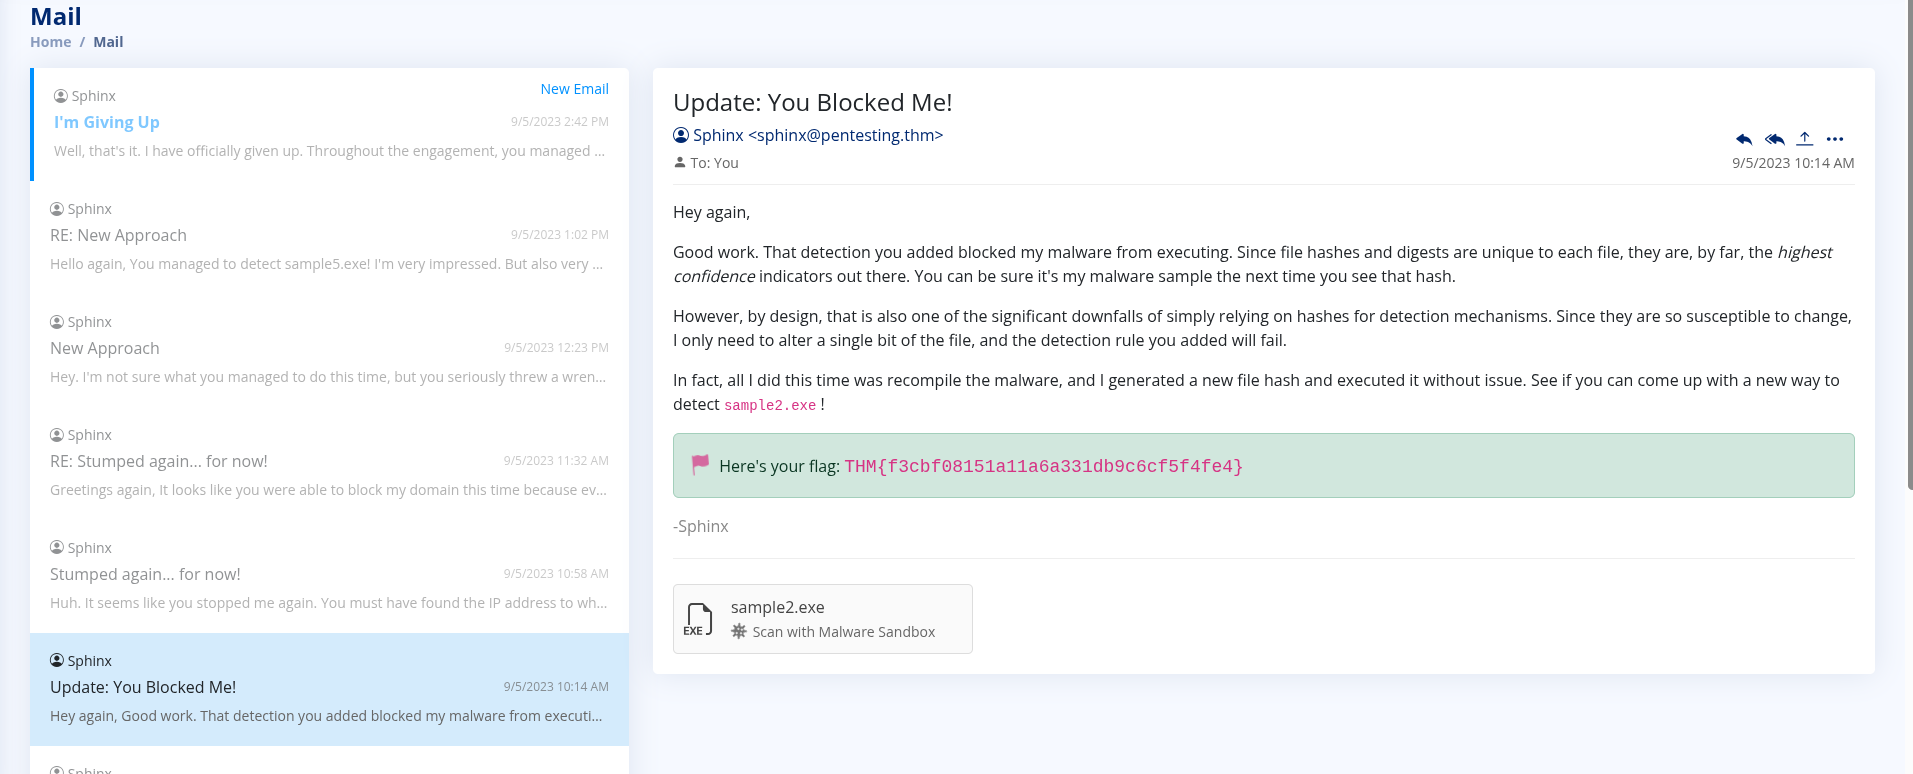 Mail
Home / Mail
Sphinx
New Email
I'm Giving Up
9/5/2023 2:42 PM
Well, that's it. I have officially given up. Throughout the engagement, you managed ...
Sphinx
RE: New Approach
9/5/2023 1:02 PM
Hello again, You managed to detect sample5.exe! I'm very impressed. But also very ...
Sphinx
New Approach
9/5/2023 12:23 PM
Hey. I'm not sure what you managed to do this time, but you seriously threw a wren...
Sphinx
RE: Stumped again... for now!
9/5/2023 11:32 AM
Greetings again, It looks like you were able to block my domain this time because ev...
Sphinx
Stumped again... for now!
9/5/2023 10:58 AM
Huh. It seems like you stopped me again. You must have found the IP address to wh...
Sphinx
Update: You Blocked Me!
9/5/2023 10:14 AM
Hey again, Good work. That detection you added blocked my malware from executi...
Sphinx
Update: You Blocked Me!
Sphinx <sphinx@pentesting.thm>
To: You
9/5/2023 10:14 AM
Hey again,
Good work. That detection you added blocked my malware from executing. Since file hashes and digests are unique to each file, they are, by far, the highest
confidence indicators out there. You can be sure it's my malware sample the next time you see that hash.
However, by design, that is also one of the significant downfalls of simply relying on hashes for detection mechanisms. Since they are so susceptible to change,
I only need to alter a single bit of the file, and the detection rule you added will fail.
In fact, all I did this time was recompile the malware, and I generated a new file hash and executed it without issue. See if you can come up with a new way to
detect sample2.exe !
Here's your flag: THM{f3cbf08151a11a6a331db9c6cf5f4fe4}
-Sphinx
EXE
sample2.exe
Scan with Malware Sandbox